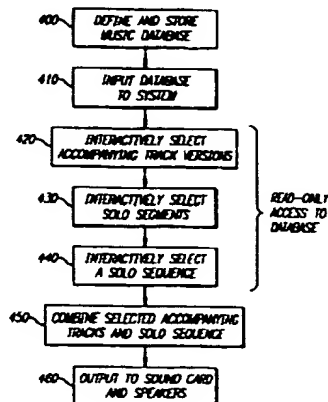 400
DEFINE AND STORE
MUSIC DATABASE
410
INPUT DATABASE
TO SYSTEM
420
INTERACTIVELY SELECT
ACCOMPANYING TRACK VERSIONS
430
INTERACTIVELY SELECT
SOLO SEGMENTS
READ-ONLY
ACCESS TO
DATABASE
440
INTERACTIVELY SELECT
A SOLO SEQUENCE
450
COMBINE SELECTED ACCOMPANYING
TRACKS AND SOLO SEQUENCE
460
OUTPUT TO SOUND CARD
AND SPEAKERS